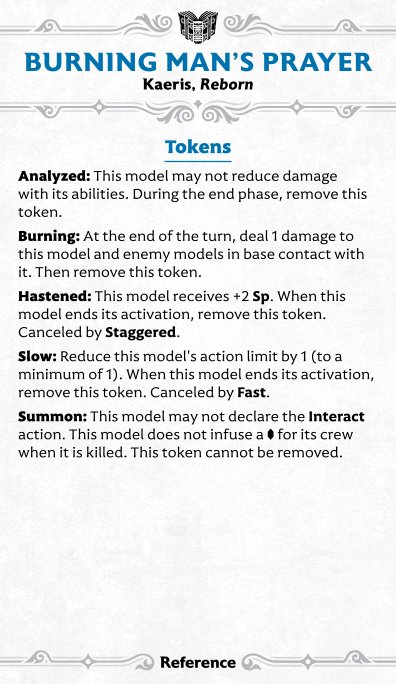 BURNING MAN'S PRAYER
Kaeris, Reborn
Tokens
Analyzed: This model may not reduce damage
with its abilities. During the end phase, remove this
token.
Burning: At the end of the turn, deal 1 damage to
this model and enemy models in base contact with
it. Then remove this token.
Hastened: This model receives +2 Sp. When this
model ends its activation, remove this token.
Canceled by Staggered.
Slow: Reduce this model's action limit by 1 (to a
minimum of 1). When this model ends its activation,
remove this token. Canceled by Fast.
Summon: This model may not declare the Interact
action. This model does not infuse a for its crew
when it is killed. This token cannot be removed.
Reference